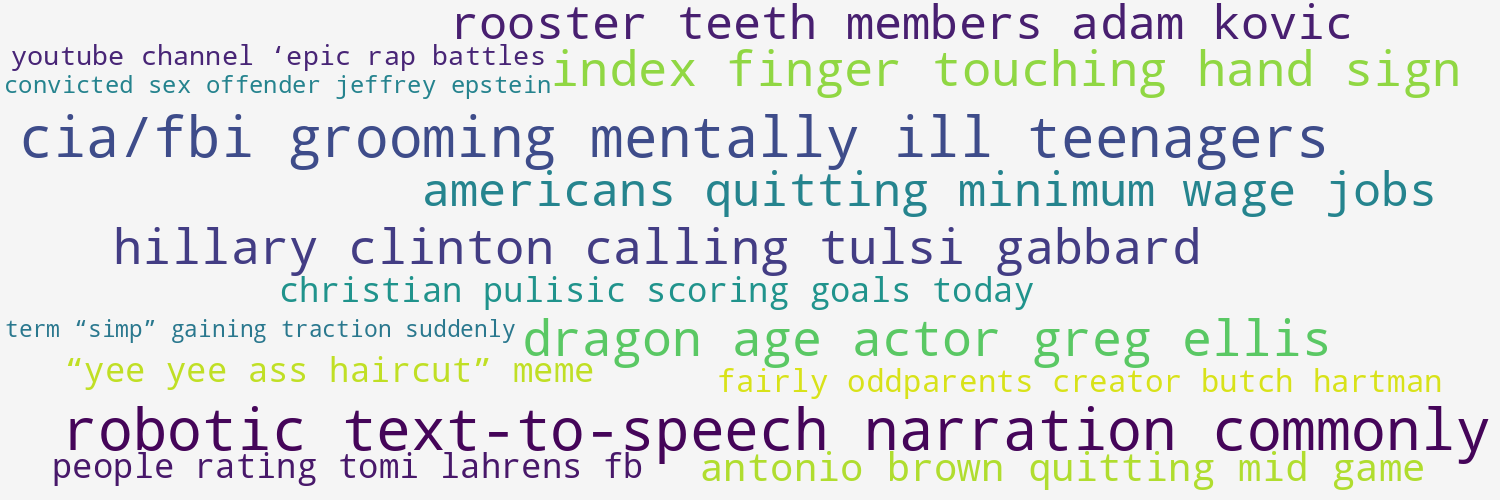 rooster teeth members adam kovic
youtube channel ‘epic rap battles
index finger touching hand sign
convicted sex offender jeffrey epstein
cia/fbi grooming mentally ill teenagers
americans quitting minimum wage jobs
hillary clinton calling tulsi gabbard
christian pulisic scoring goals today
term “simp” gaining traction suddenly
dragon age actor greg ellis
“yee yee ass haircut” meme
fairly oddparents creator butch hartman
robotic text-to-speech narration commonly
people rating tomi lahrens fb
antonio brown quitting mid game